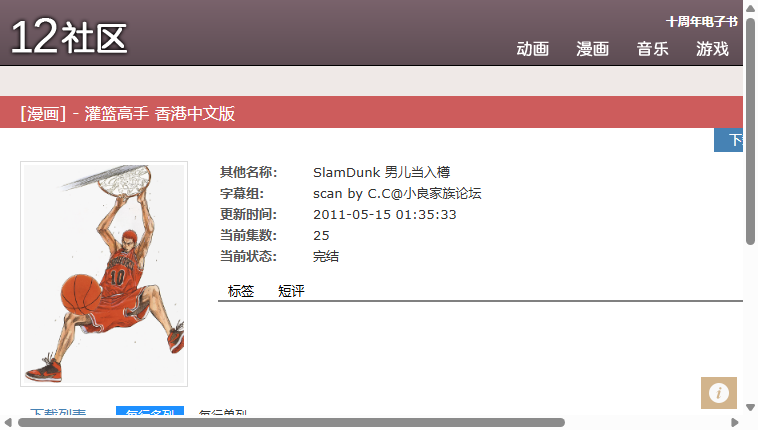 12社区
十周年电子书
动画 漫画 音乐 游戏
[漫画] - 灌篮高手 香港中文版
下
其他名称: SlamDunk 男儿当入樽
字幕组: scan by C.C@小良家族论坛
更新时间: 2011-05-15 01:35:33
当前集数: 25
当前状态: 完结
标签 短评
10
i
下载列表 每行多列 每行单列